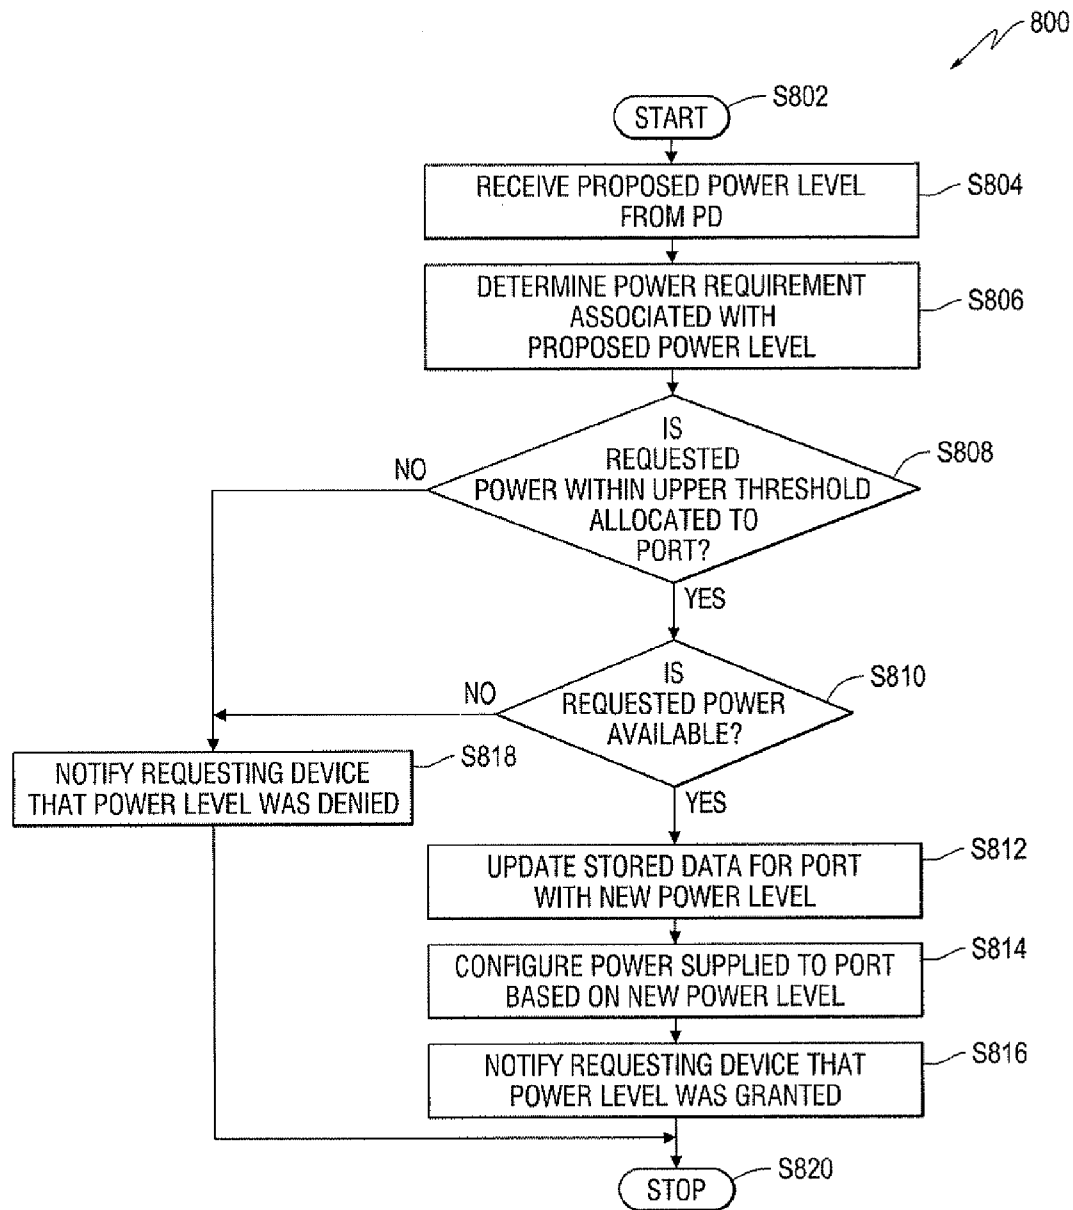 800
START
S802
RECEIVE PROPOSED POWER LEVEL
FROM PD
S804
DETERMINE POWER REQUIREMENT
ASSOCIATED WITH
PROPOSED POWER LEVEL
S806
IS
REQUESTED
POWER WITHIN UPPER THRESHOLD
ALLOCATED TO
PORT?
S808
NO
YES
IS
REQUESTED POWER
AVAILABLE?
S810
NO
YES
NOTIFY REQUESTING DEVICE
THAT POWER LEVEL WAS DENIED
S818
UPDATE STORED DATA FOR PORT
WITH NEW POWER LEVEL
S812
CONFIGURE POWER SUPPLIED TO PORT
BASED ON NEW POWER LEVEL
S814
NOTIFY REQUESTING DEVICE THAT
POWER LEVEL WAS GRANTED
S816
STOP
S820